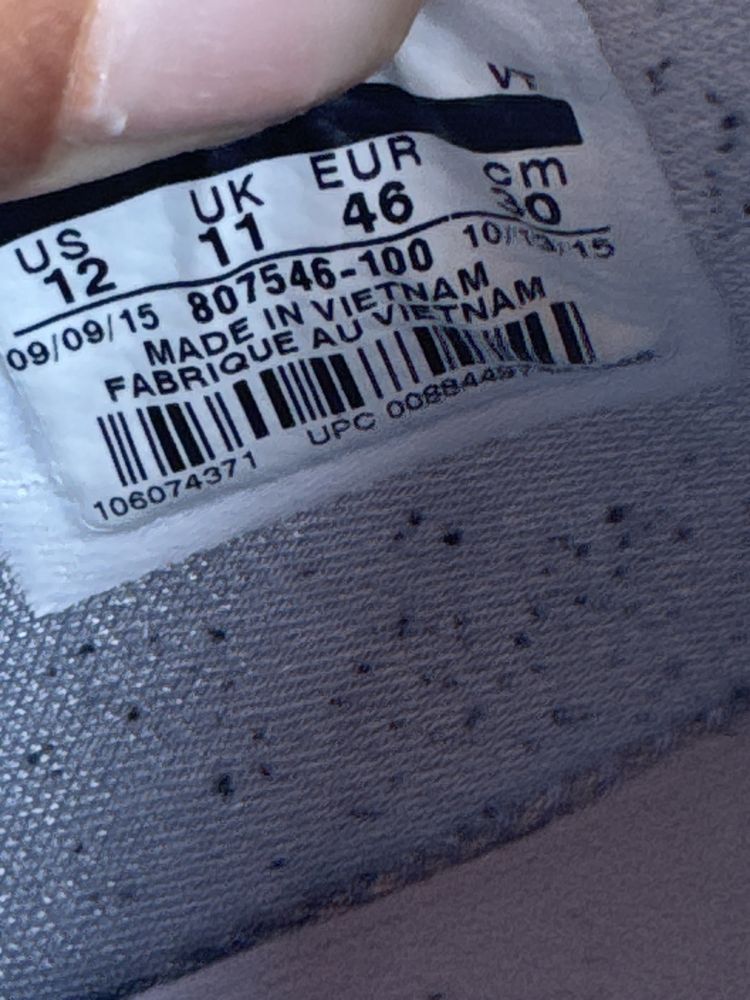 VT
US UK EUR cm
12 11 46 30
09/09/15 807546-100 10/13/15
MADE IN VIETNAM
FABRIQUE AU VIETNAM
106074371 UPC